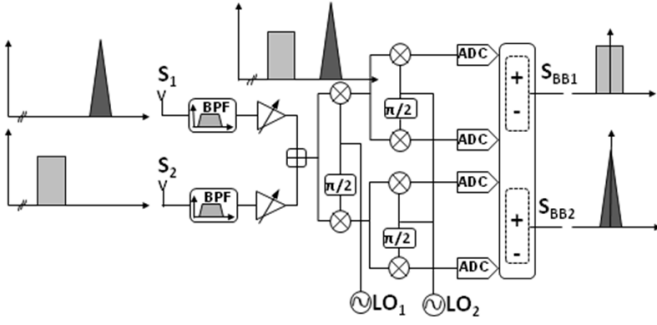 S1
BPF
π/2
ADC
+
-
SBB1
ADC
S2
BPF
π/2
π/2
ADC
+
-
SBB2
ADC
LO1
LO2